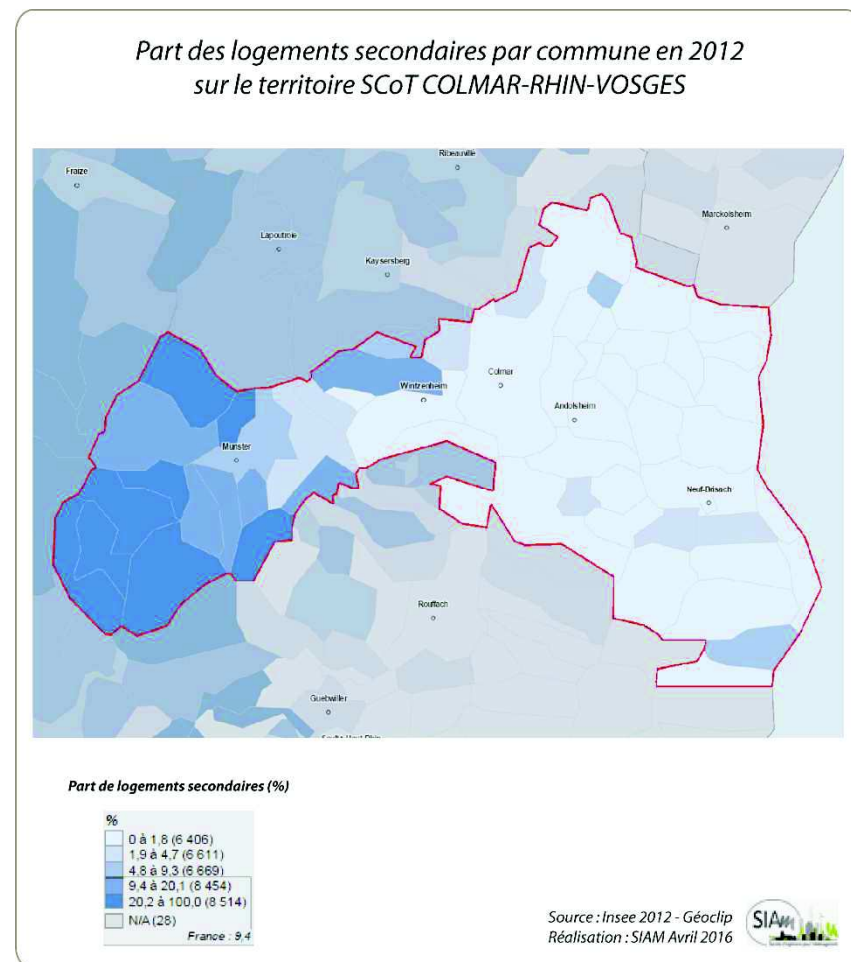 Part des logements secondaires par commune en 2012
sur le territoire SCoT COLMAR-RHIN-VOSGES
Ribeauville
Fraize
Marckolsheim
Lapoutroie
Kaysersberg
Colmar
Wintzenheim
Andolsheim
Munster
Neuf-Brisach
Rouffach
Guebwiller
Part de logements secondaires (%)
%
0 à 1,8 (6 406)
1,9 à 4,7 (6 611)
4,8 à 9,3 (6 669)
9,4 à 20,1 (8 454)
20,2 à 100,0 (8 514)
N/A (28)
France : 9,4
Source : Insee 2012 - Géoclip
Réalisation : SIAM Avril 2016
SIAm